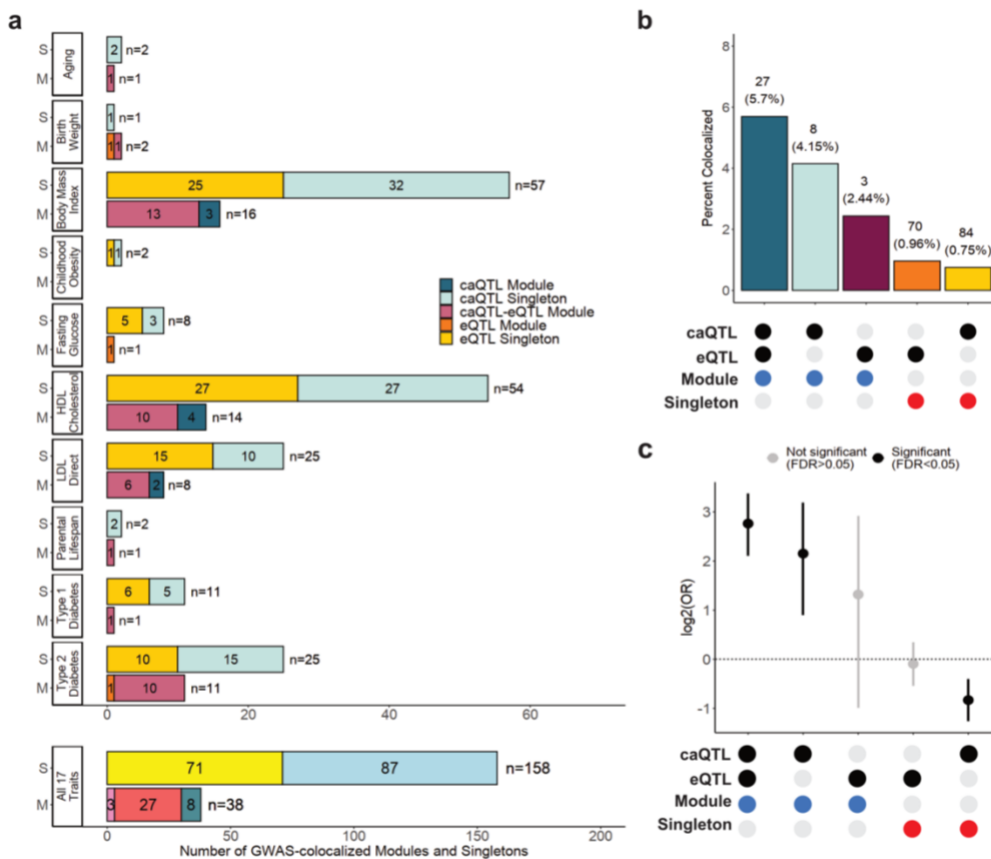 a
S
2
n=2
M
1
n=1
Aging
S
1
n=1
M
1
1
n=2
Birth
Weight
S
25
32
n=57
M
13
3
n=16
Body Mass
Index
S
1
1
n=2
M
Childhood
Obesity
S
5
3
n=8
M
1
n=1
Fasting
Glucose
S
27
27
n=54
M
10
4
n=14
HDL
Cholesterol
S
15
10
n=25
M
6
2
n=8
LDL
Direct
S
2
n=2
M
1
n=1
Parental
Lifespan
S
6
5
n=11
M
1
n=1
Type 1
Diabetes
S
10
15
n=25
M
1
10
n=11
Type 2
Diabetes
caQTL Module
caQTL Singleton
caQTL-eQTL Module
eQTL Module
eQTL Singleton
0 20 40 60
S
71
87
n=158
M
3
27
8
n=38
All 17
Traits
0 50 100 150 200
Number of GWAS-colocalized Modules and Singletons
b
Percent Colocalized
8
6
4
2
0
27
(5.7%)
8
(4.15%)
3
(2.44%)
70
(0.96%)
84
(0.75%)
caQTL
eQTL
Module
Singleton
c
Not significant
(FDR>0.05)
Significant
(FDR<0.05)
log2(OR)
3
2
1
0
-1
caQTL
eQTL
Module
Singleton